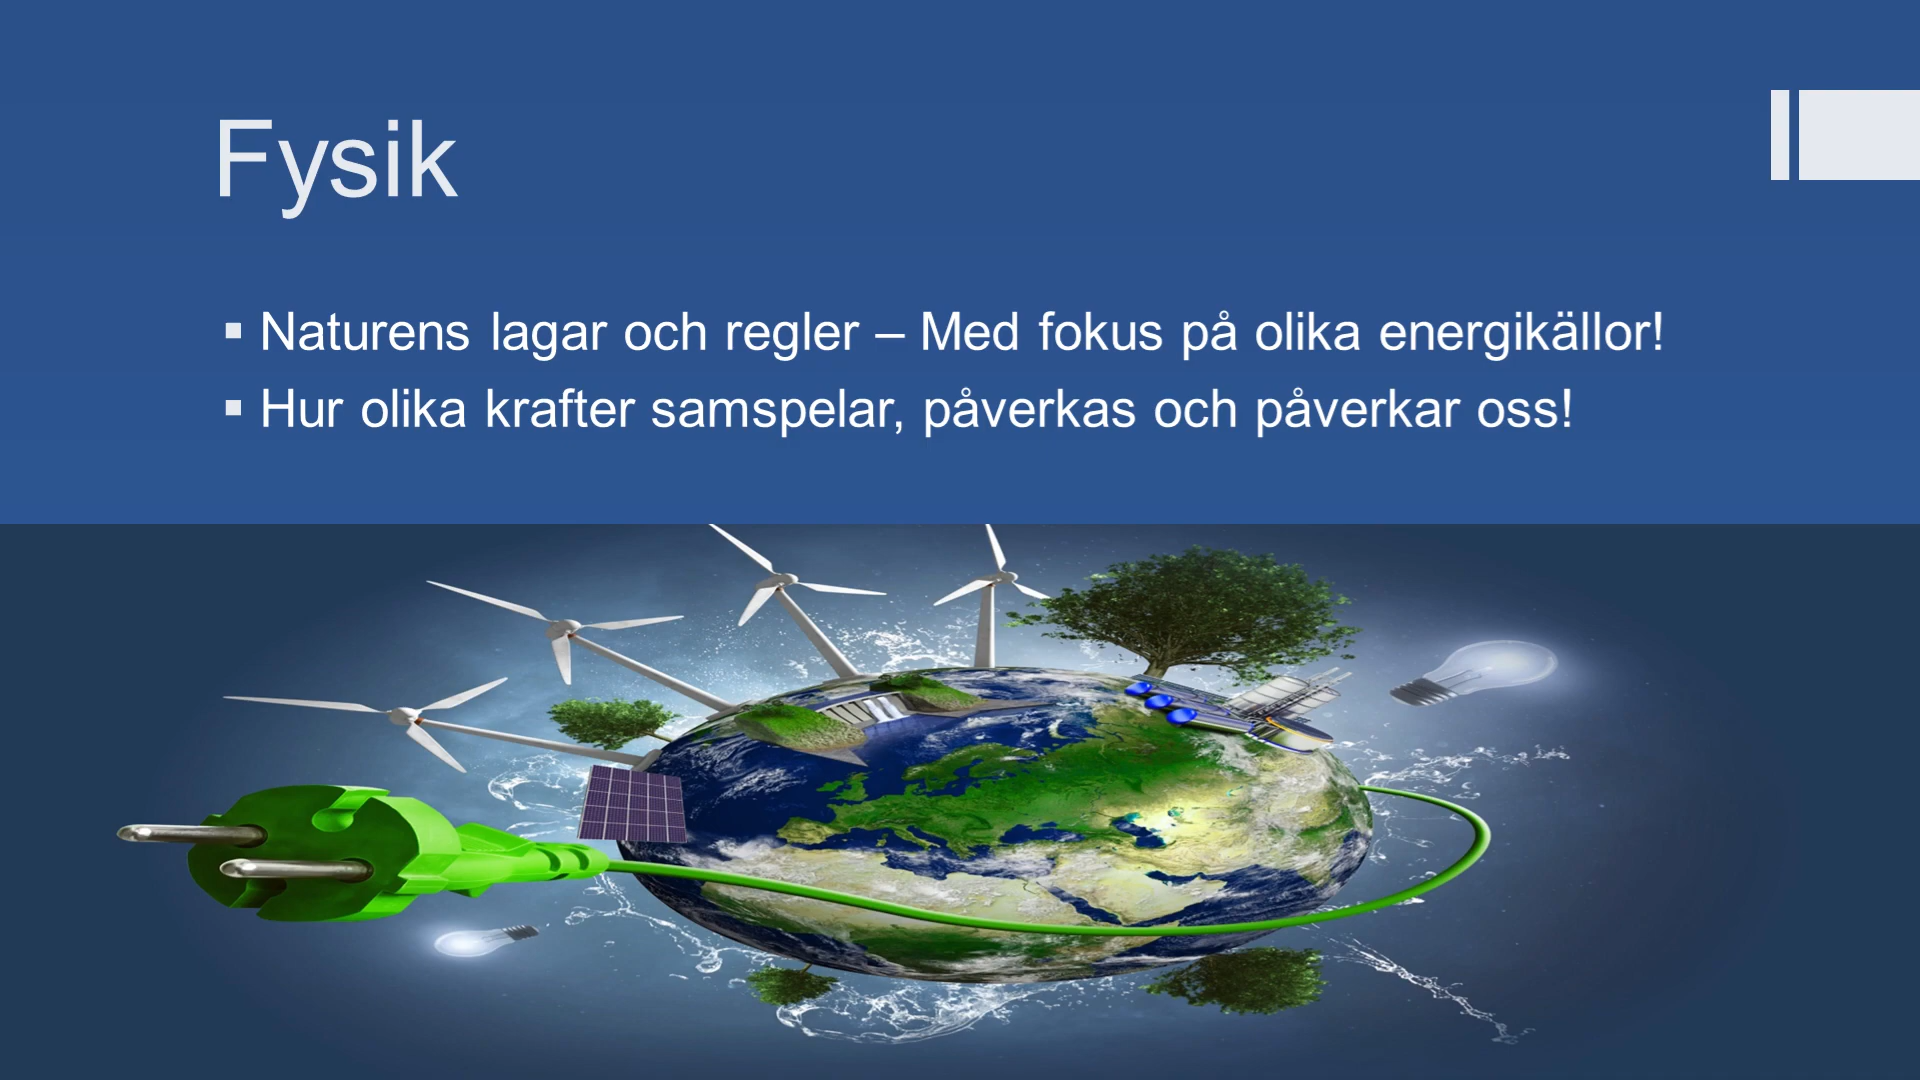 Fysik
▪ Naturens lagar och regler – Med fokus på olika energikällor!
▪ Hur olika krafter samspelar, påverkas och påverkar oss!